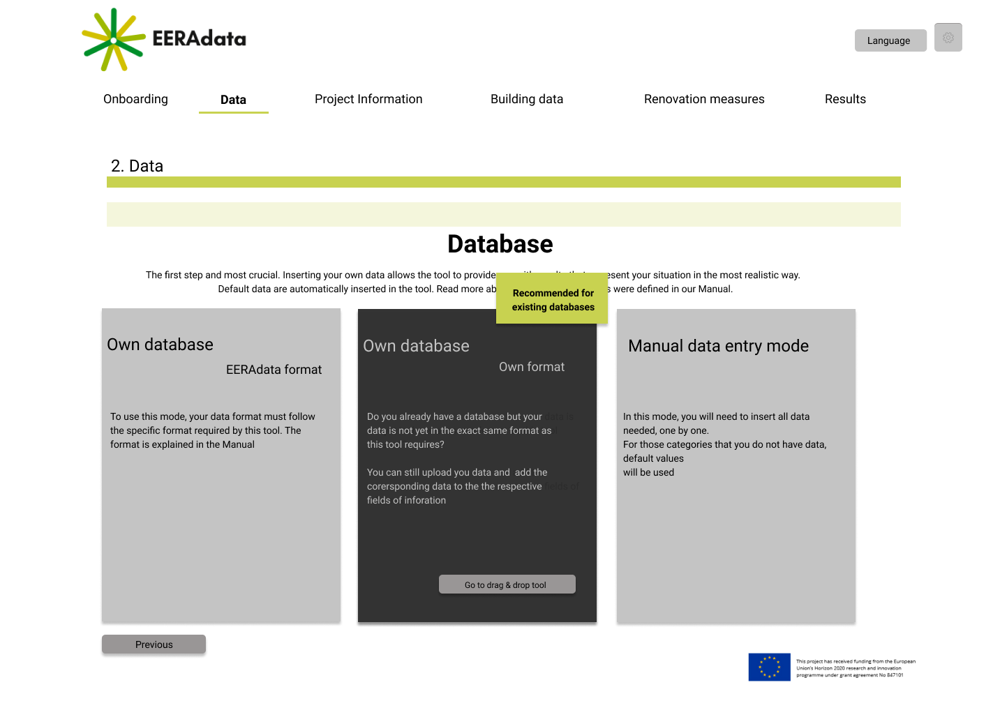 EERAdata
Language
Onboarding
Data
Project Information
Building data
Renovation measures
Results
2. Data
Database
The first step and most crucial. Inserting your own data allows the tool to provide your situation in the most realistic way.
Default data are automatically inserted in the tool. Read more were defined in our Manual.
Recommended for
existing databases
Own database
EERAdata format
To use this mode, your data format must follow
the specific format required by this tool. The
format is explained in the Manual
Own database
Own format
Do you already have a database but your data is
data is not yet in the exact same format as
this tool requires?
You can still upload you data and add the
corersponding data to the the respective fields of
fields of inforation
Go to drag & drop tool
Manual data entry mode
In this mode, you will need to insert all data
needed, one by one.
For those categories that you do not have data,
default values
will be used
Previous
This project has received funding from the European
Union's Horizon 2020 research and innovation
programme under grant agreement No 847101